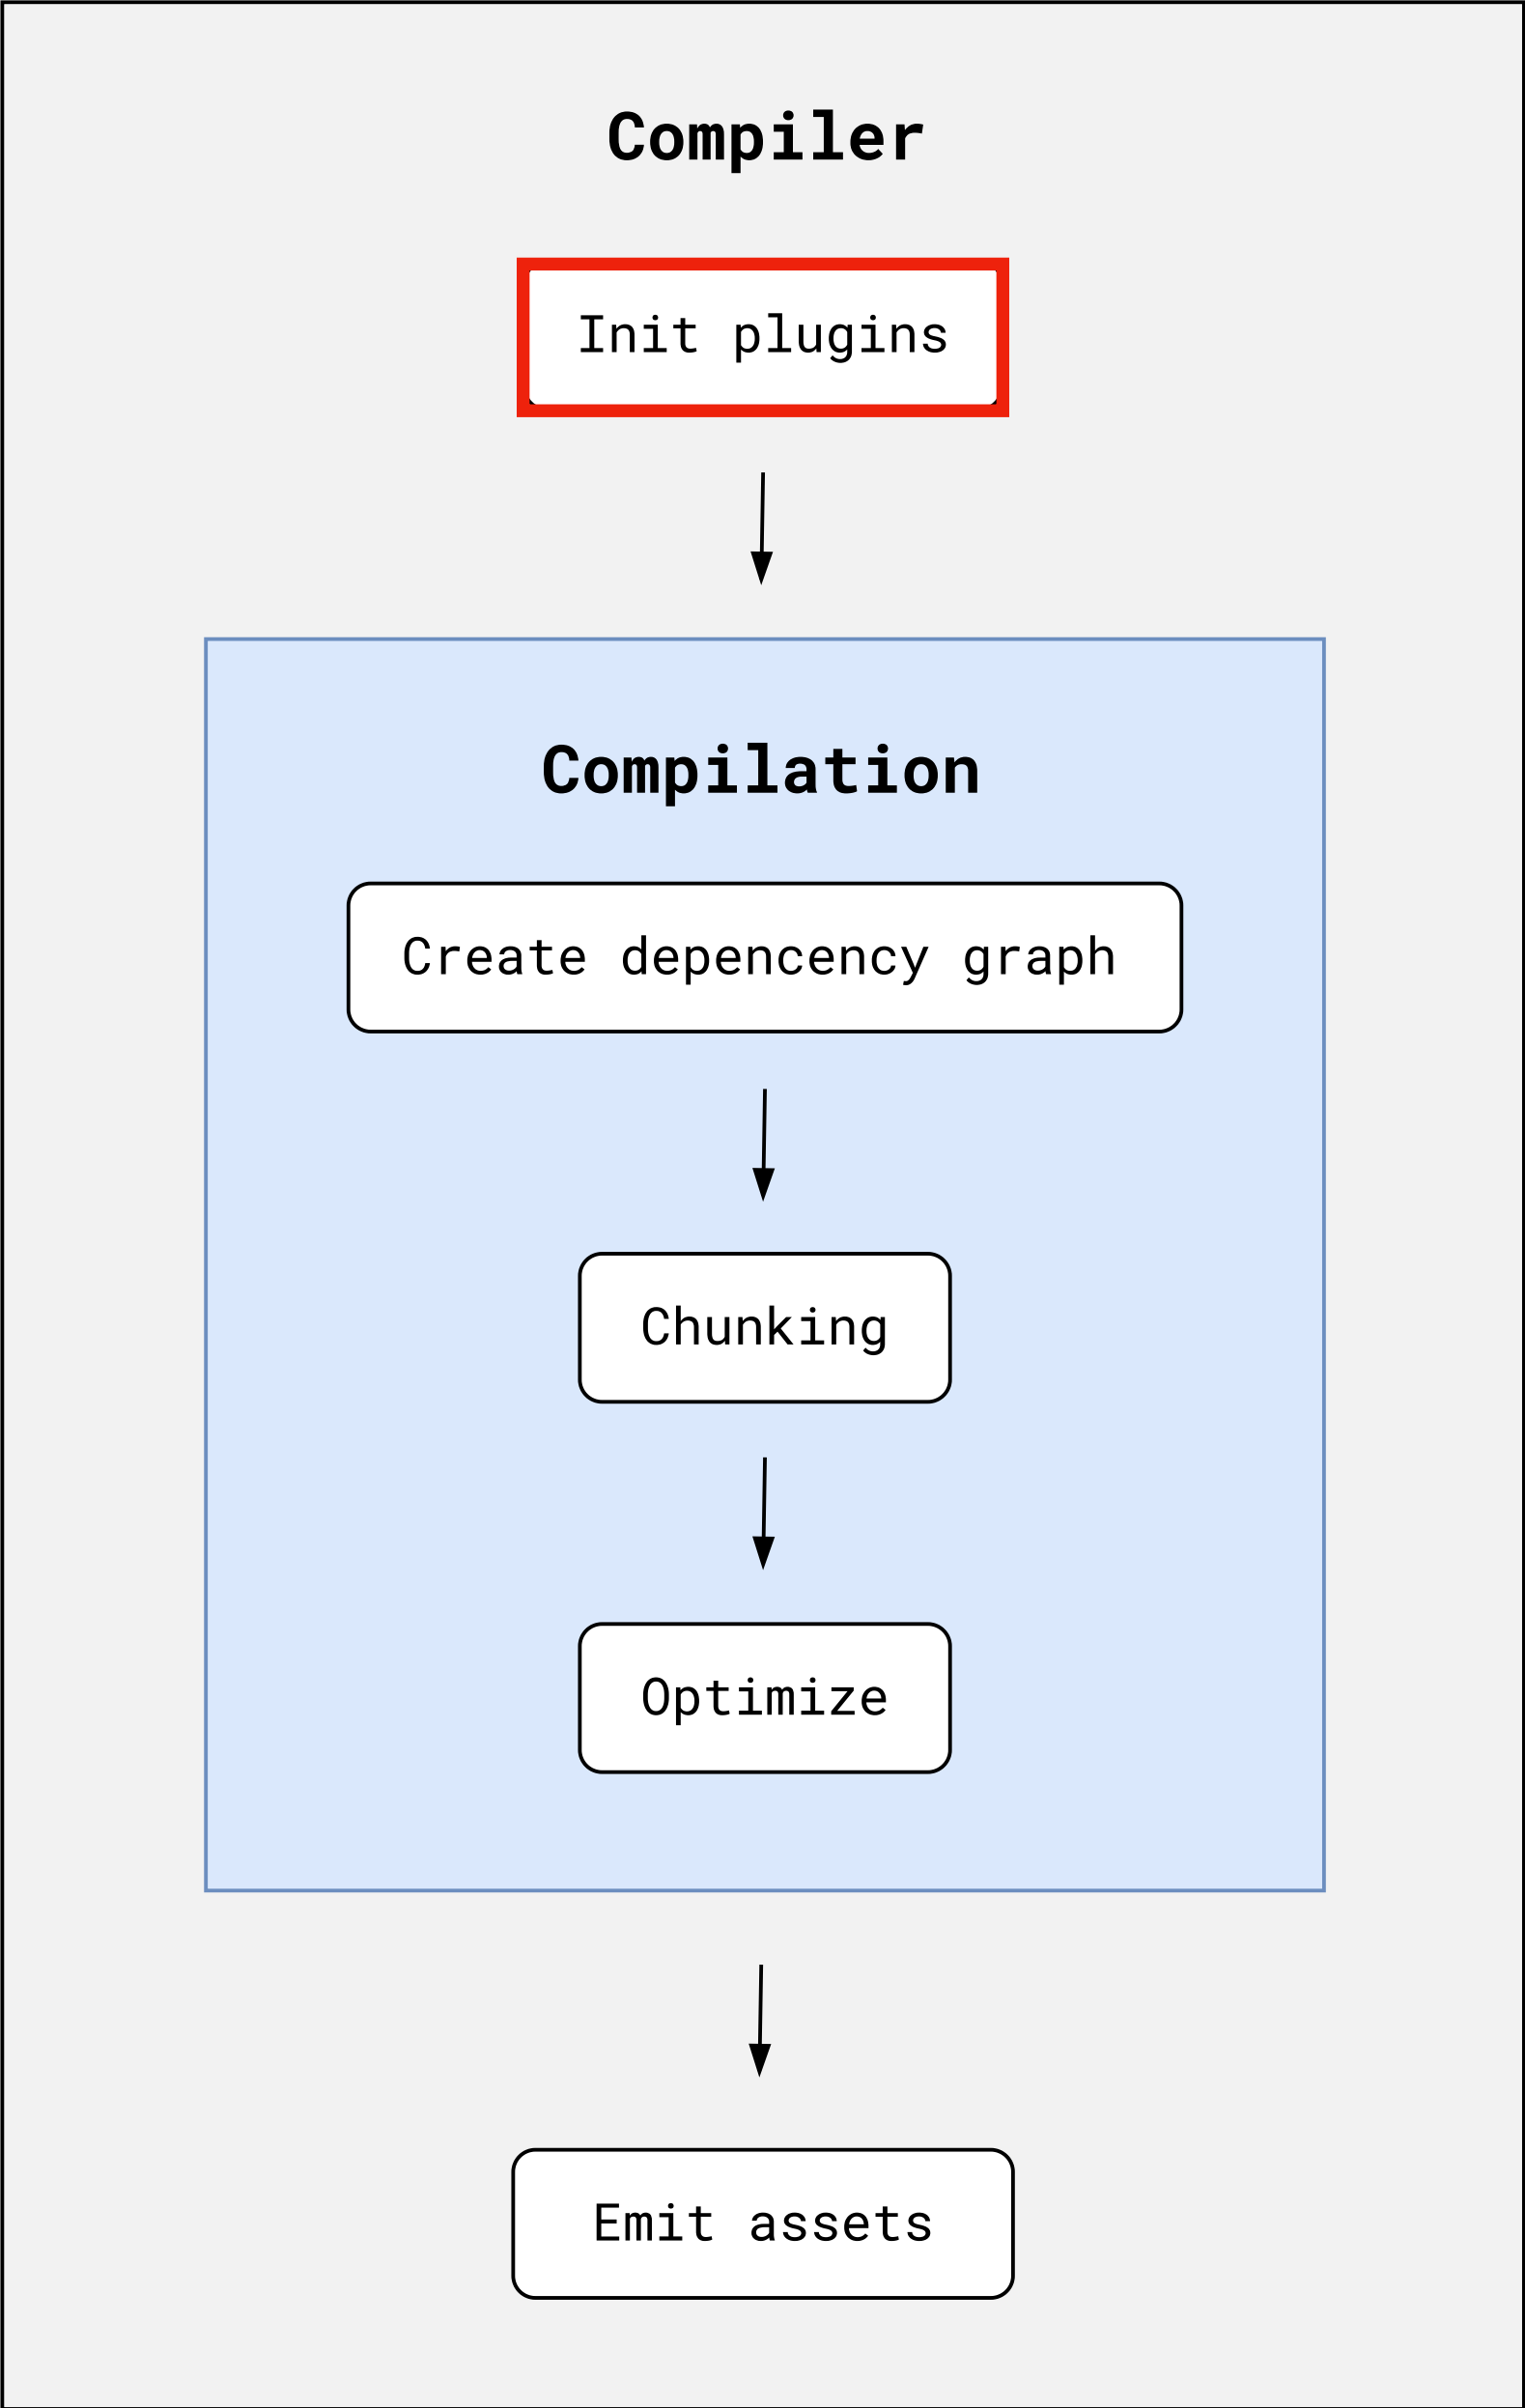 Compiler
Init plugins
Compilation
Create depencency graph
Chunking
Optimize
Emit assets